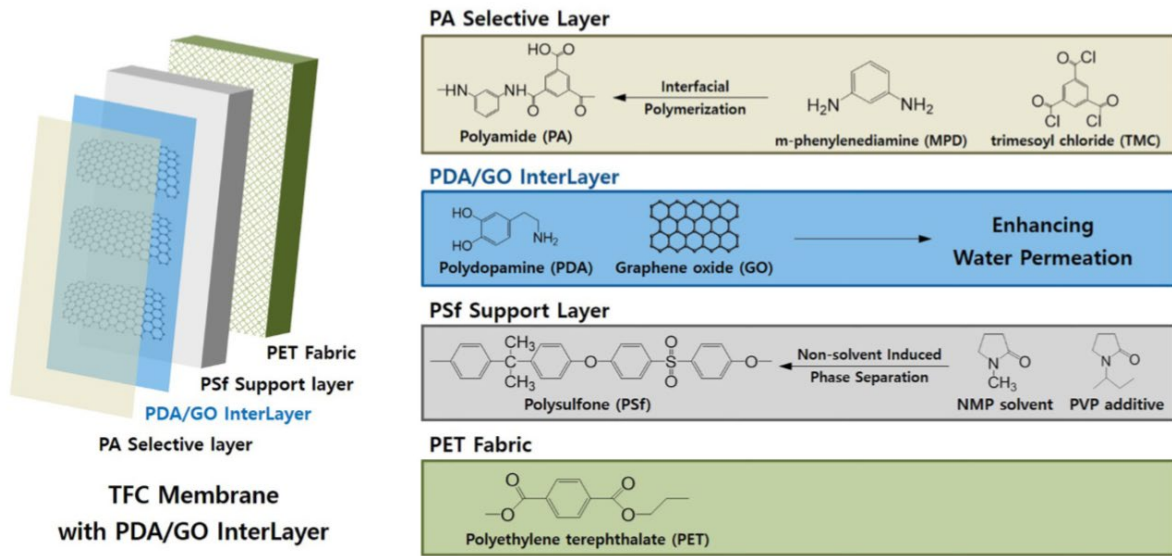 PET Fabric
PSf Support layer
PDA/GO InterLayer
PA Selective layer
TFC Membrane
with PDA/GO InterLayer
PA Selective Layer
HO O
N
H NH
O O
Polyamide (PA)
Interfacial
Polymerization
H₂N NH₂
m-phenylenediamine (MPD)
O Cl
O O
Cl Cl
trimesoyl chloride (TMC)
PDA/GO InterLayer
HO
HO NH₂
Polydopamine (PDA)
Graphene oxide (GO)
Enhancing
Water Permeation
PSf Support Layer
CH₃
C O S O
CH₃ O O
Polysulfone (PSf)
Non-solvent Induced
Phase Separation
N O
CH₃
NMP solvent
N O
PVP additive
PET Fabric
O O
O O
Polyethylene terephthalate (PET)